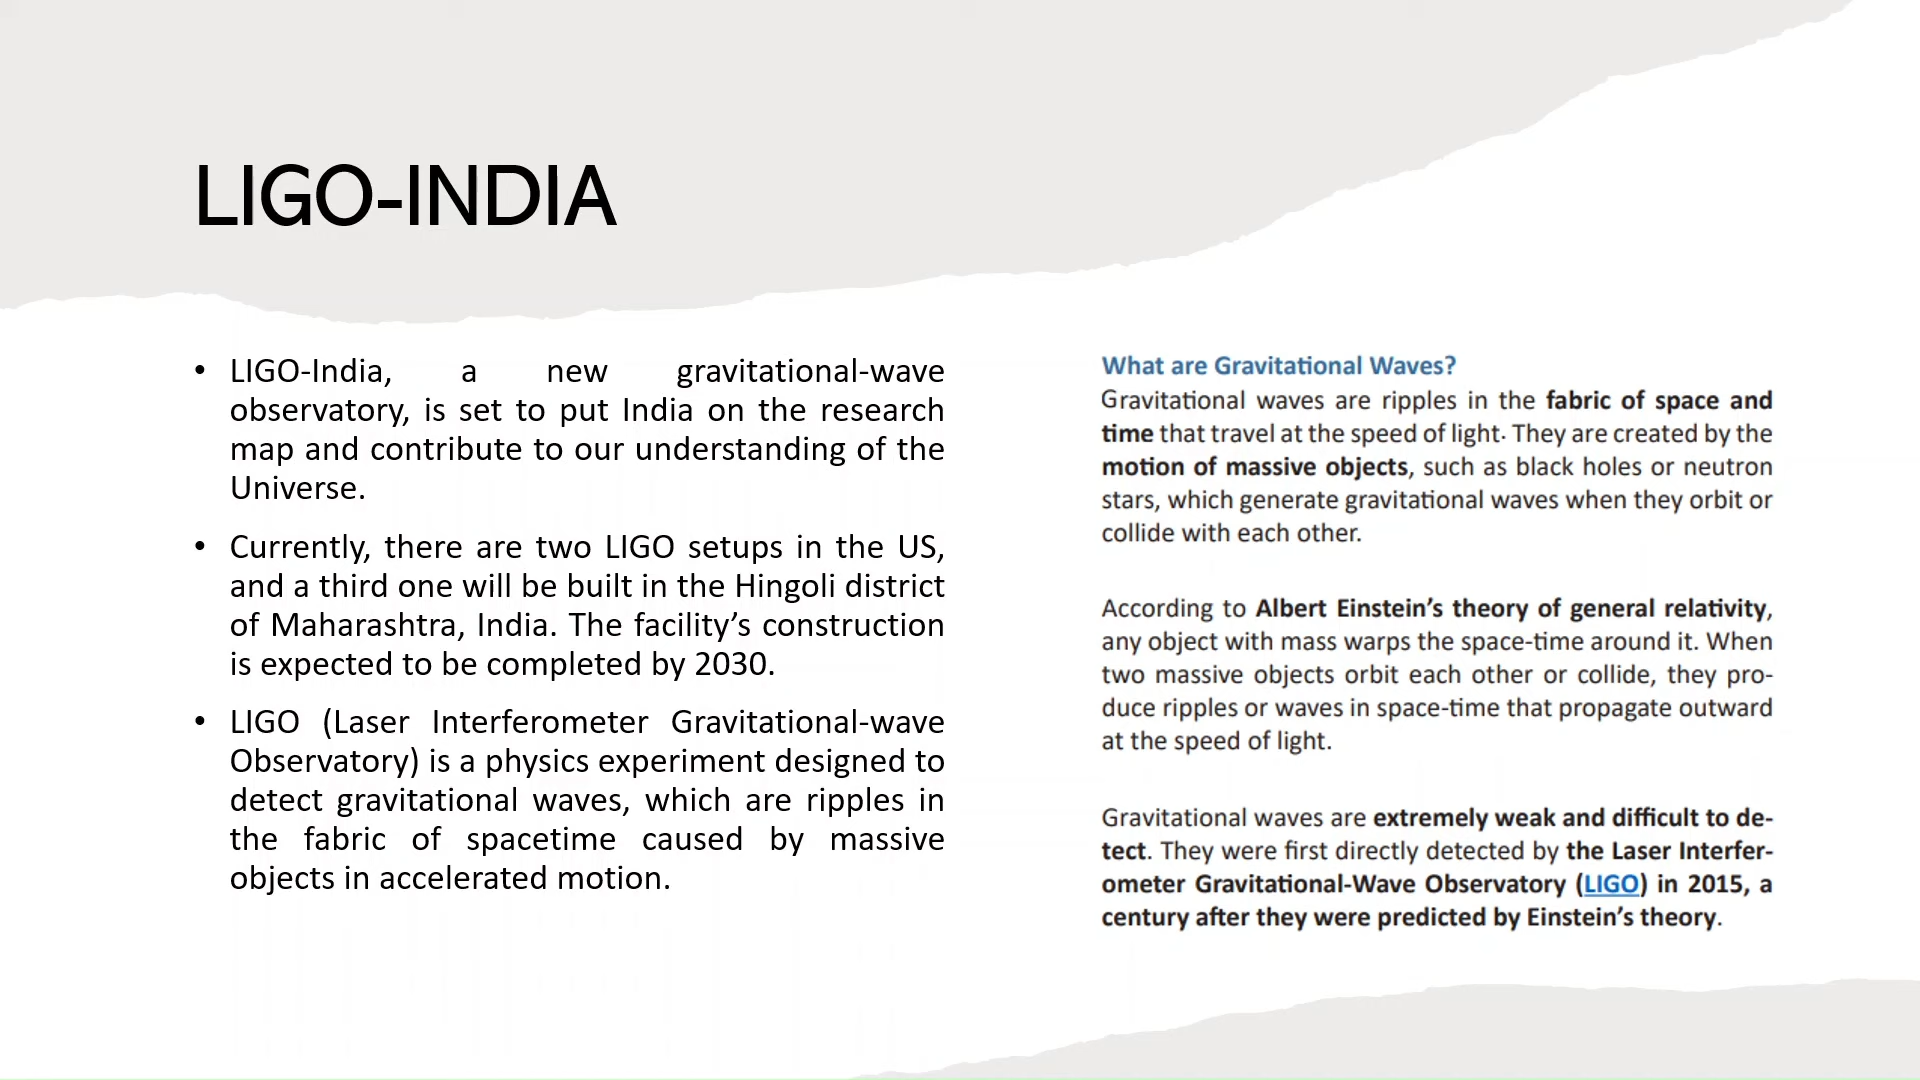 LIGO-INDIA
• LIGO-India, a new gravitational-wave
observatory, is set to put India on the research
map and contribute to our understanding of the
Universe.
• Currently, there are two LIGO setups in the US,
and a third one will be built in the Hingoli district
of Maharashtra, India. The facility’s construction
is expected to be completed by 2030.
• LIGO (Laser Interferometer Gravitational-wave
Observatory) is a physics experiment designed to
detect gravitational waves, which are ripples in
the fabric of spacetime caused by massive
objects in accelerated motion.
What are Gravitational Waves?
Gravitational waves are ripples in the fabric of space and
time that travel at the speed of light. They are created by the
motion of massive objects, such as black holes or neutron
stars, which generate gravitational waves when they orbit or
collide with each other.
According to Albert Einstein’s theory of general relativity,
any object with mass warps the space-time around it. When
two massive objects orbit each other or collide, they pro-
duce ripples or waves in space-time that propagate outward
at the speed of light.
Gravitational waves are extremely weak and difficult to de-
tect. They were first directly detected by the Laser Interfer-
ometer Gravitational-Wave Observatory (LIGO) in 2015, a
century after they were predicted by Einstein’s theory.